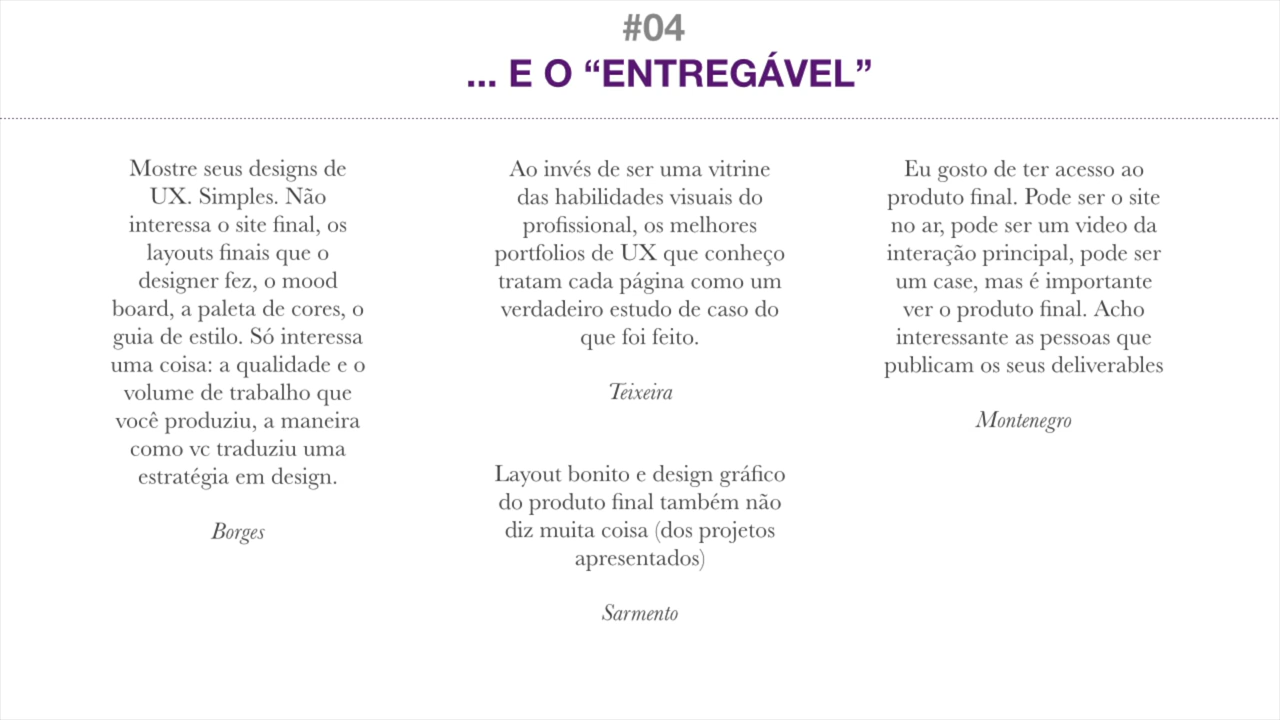 #04
... E O “ENTREGÁVEL”
Mostre seus designs de
UX. Simples. Não
interessa o site final, os
layouts finais que o
designer fez, o mood
board, a paleta de cores, o
guia de estilo. Só interessa
uma coisa: a qualidade e o
volume de trabalho que
você produziu, a maneira
como vc traduziu uma
estratégia em design.
Borges
Ao invés de ser uma vitrine
das habilidades visuais do
profissional, os melhores
portfolios de UX que conheço
tratam cada página como um
verdadeiro estudo de caso do
que foi feito.
Teixeira
Layout bonito e design gráfico
do produto final também não
diz muita coisa (dos projetos
apresentados)
Sarmento
Eu gosto de ter acesso ao
produto final. Pode ser o site
no ar, pode ser um video da
interação principal, pode ser
um case, mas é importante
ver o produto final. Acho
interessante as pessoas que
publicam os seus deliverables
Montenegro